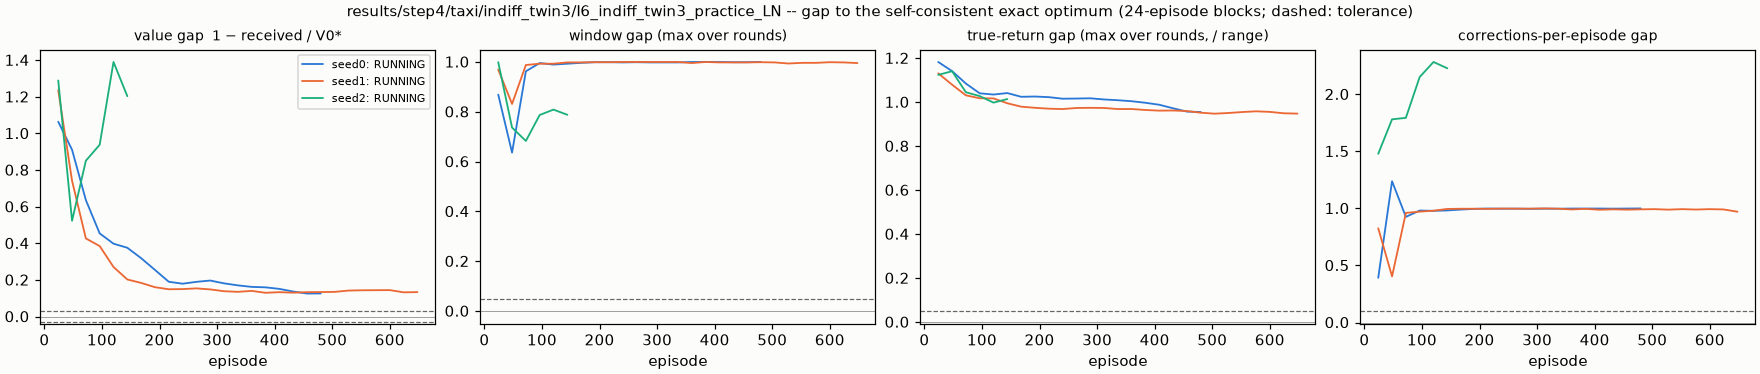 results/step4/taxi/indiff_twin3/I6_indiff_twin3_practice_LN -- gap to the self-consistent exact optimum (24-episode blocks; dashed: tolerance)
value gap 1 − received / V0*
1.4
1.2
1.0
0.8
0.6
0.4
0.2
0.0
0 100 200 300 400 500 600
episode
seed0: RUNNING
seed1: RUNNING
seed2: RUNNING
window gap (max over rounds)
1.0
0.8
0.6
0.4
0.2
0.0
0 100 200 300 400 500 600
episode
true-return gap (max over rounds, / range)
1.2
1.0
0.8
0.6
0.4
0.2
0.0
0 100 200 300 400 500 600
episode
corrections-per-episode gap
2.0
1.5
1.0
0.5
0.0
0 100 200 300 400 500 600
episode